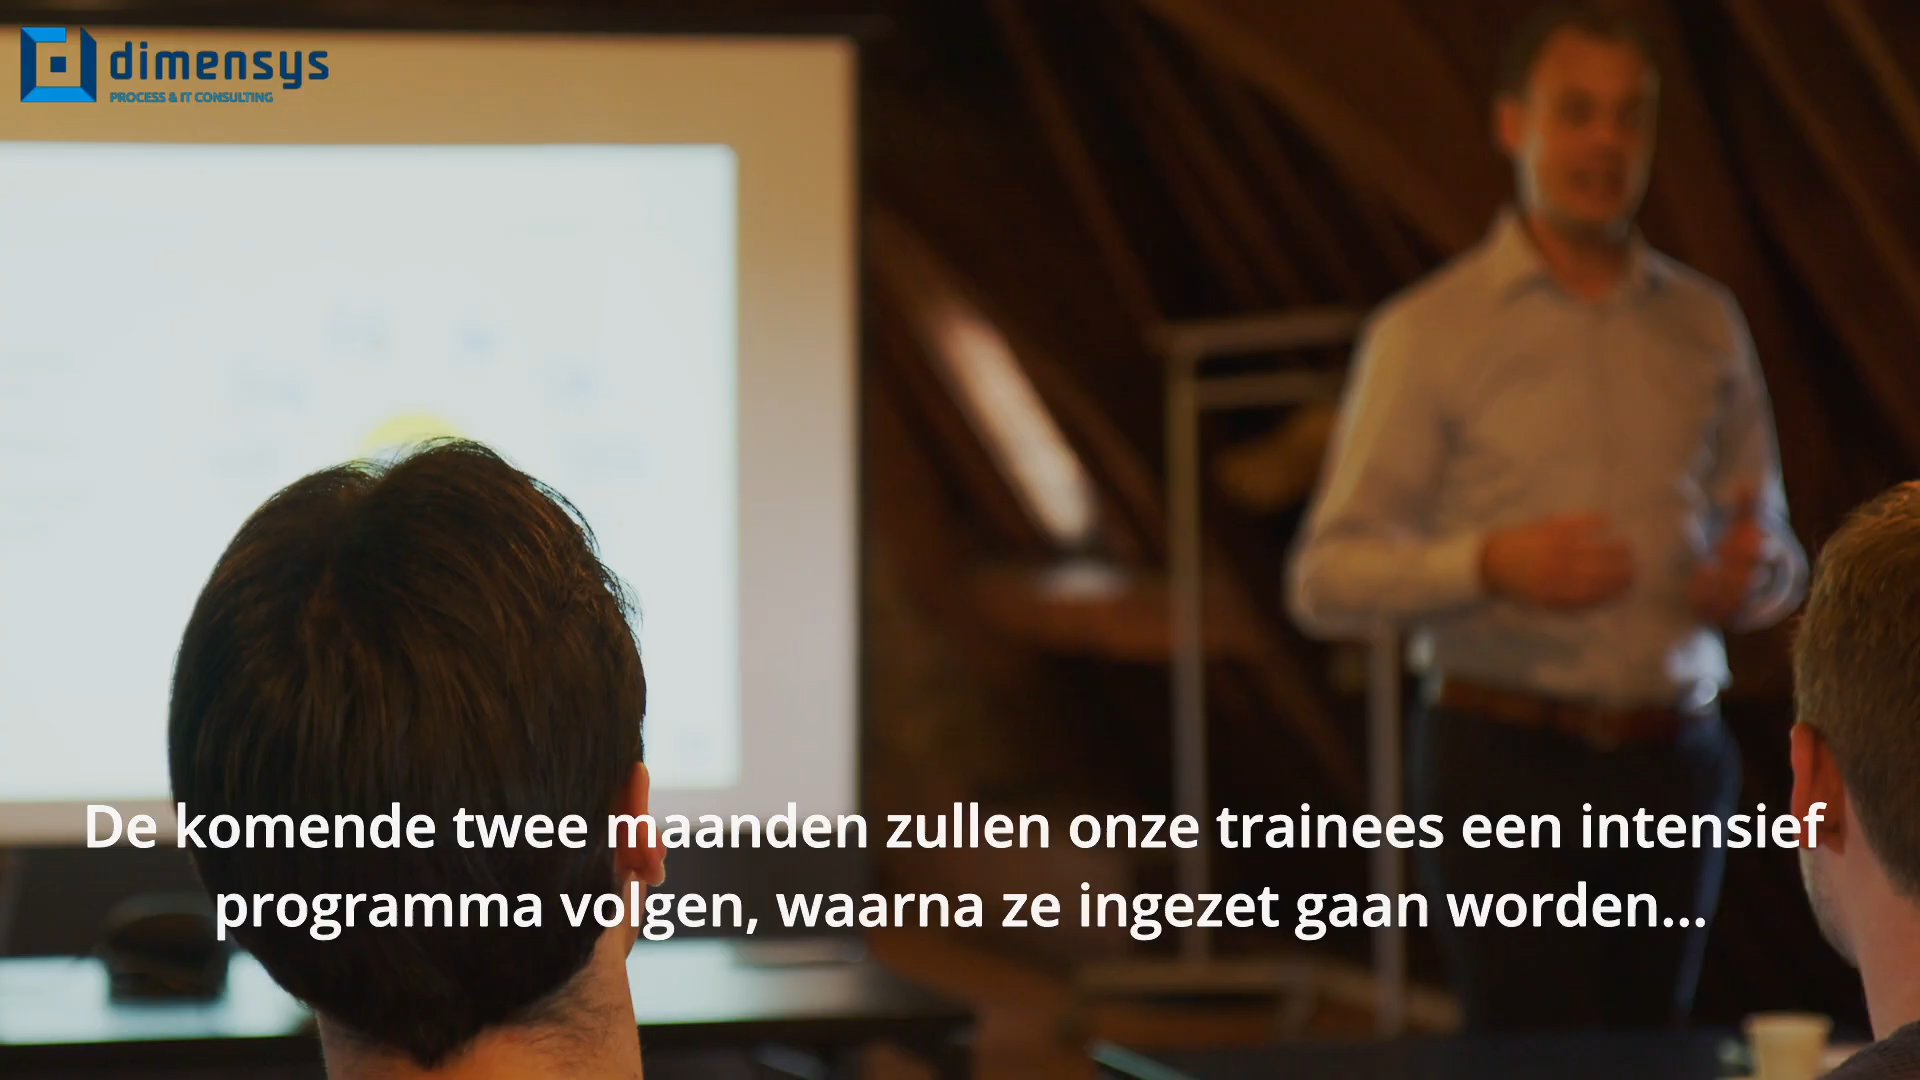 dimensys
PROCESS & IT CONSULTING
De komende twee maanden zullen onze trainees een intensief
programma volgen, waarna ze ingezet gaan worden...